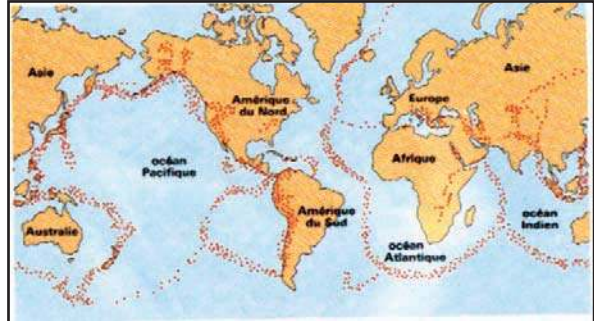 Asie
Amérique
du Nord
Europe
Asie
océan
Pacifique
Afrique
Australie
Amérique
du Sud
océan
Atlantique
océan
Indien